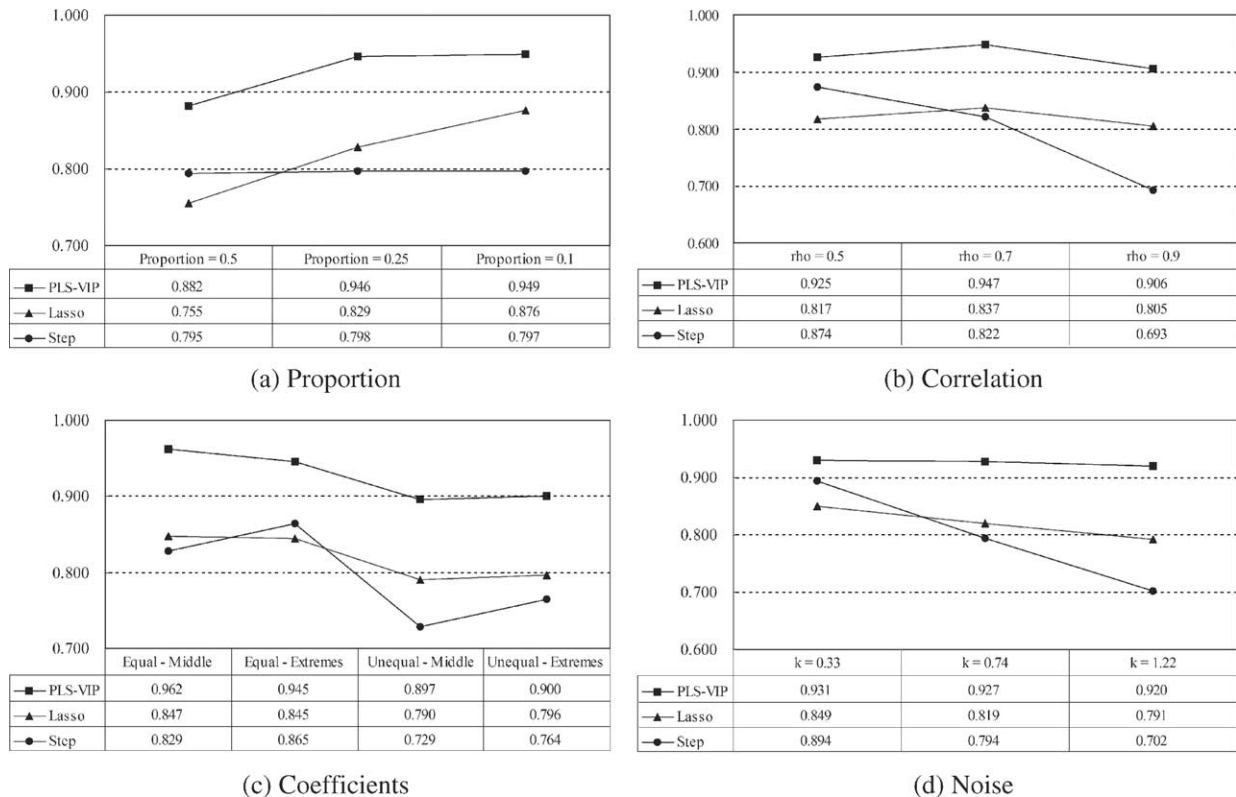 1.000
0.900
0.800
0.700
Proportion = 0.5 Proportion = 0.25 Proportion = 0.1
PLS-VIP 0.882 0.946 0.949
Lasso 0.755 0.829 0.876
Step 0.795 0.798 0.797
(a) Proportion
1.000
0.900
0.800
0.700
0.600
rho = 0.5 rho = 0.7 rho = 0.9
PLS-VIP 0.925 0.947 0.906
Lasso 0.817 0.837 0.805
Step 0.874 0.822 0.693
(b) Correlation
1.000
0.900
0.800
0.700
Equal - Middle Equal - Extremes Unequal - Middle Unequal - Extremes
PLS-VIP 0.962 0.945 0.897 0.900
Lasso 0.847 0.845 0.790 0.796
Step 0.829 0.865 0.729 0.764
(c) Coefficients
1.000
0.900
0.800
0.700
0.600
k = 0.33 k = 0.74 k = 1.22
PLS-VIP 0.931 0.927 0.920
Lasso 0.849 0.819 0.791
Step 0.894 0.794 0.702
(d) Noise